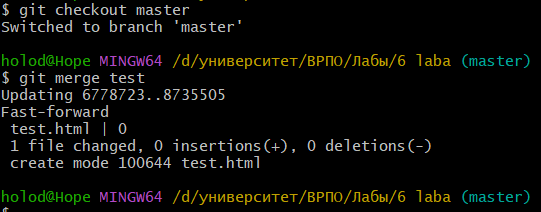 $ git checkout master
Switched to branch 'master'
holod@Hope MINGW64 /d/университет/ВРПО/Лабы/6 laba (master)
$ git merge test
Updating 6778723..8735505
Fast-forward
 test.html | 0
 1 file changed, 0 insertions(+), 0 deletions(-)
 create mode 100644 test.html
holod@Hope MINGW64 /d/университет/ВРПО/Лабы/6 laba (master)
$